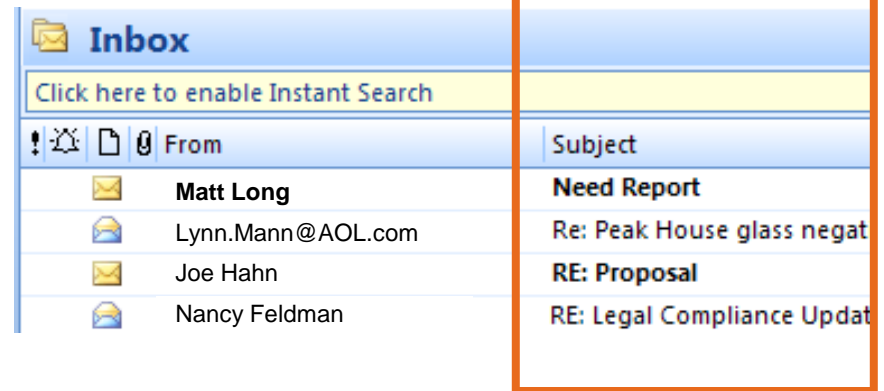 Inbox
Click here to enable Instant Search
From Subject
Matt Long Need Report
Lynn.Mann@AOL.com Re: Peak House glass negat
Joe Hahn RE: Proposal
Nancy Feldman RE: Legal Compliance Updat